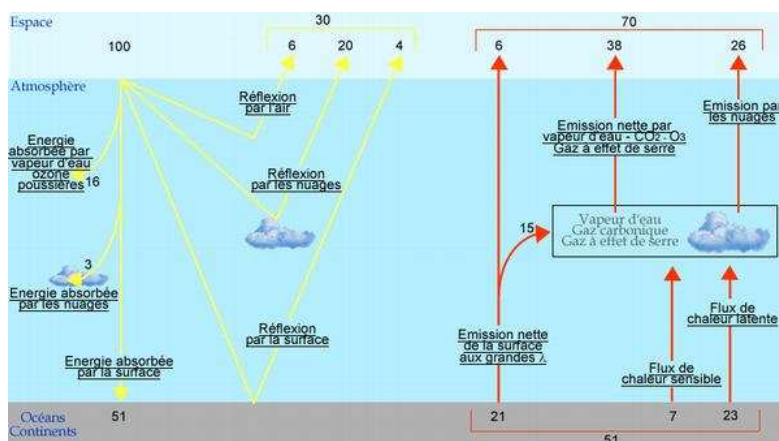 Espace
100
30
6
20
4
70
6
38
26
Atmosphère
Réflexion
par l'air
Energie
absorbée par
vapeur d'eau
ozone
poussières
16
Réflexion
par les nuages
3
Energie absorbée
par les nuages
Réflexion
par la surface
Energie absorbée
par la surface
51
Emission nette par
vapeur d'eau - CO2 - O3
Gaz à effet de serre
Emission par
les nuages
15
Vapeur d'eau
Gaz carbonique
Gaz à effet de serre
Emission nette
de la surface
aux grandes λ
Flux de
chaleur sensible
Flux de
chaleur latente
Océans
Continents
21
7
23
51